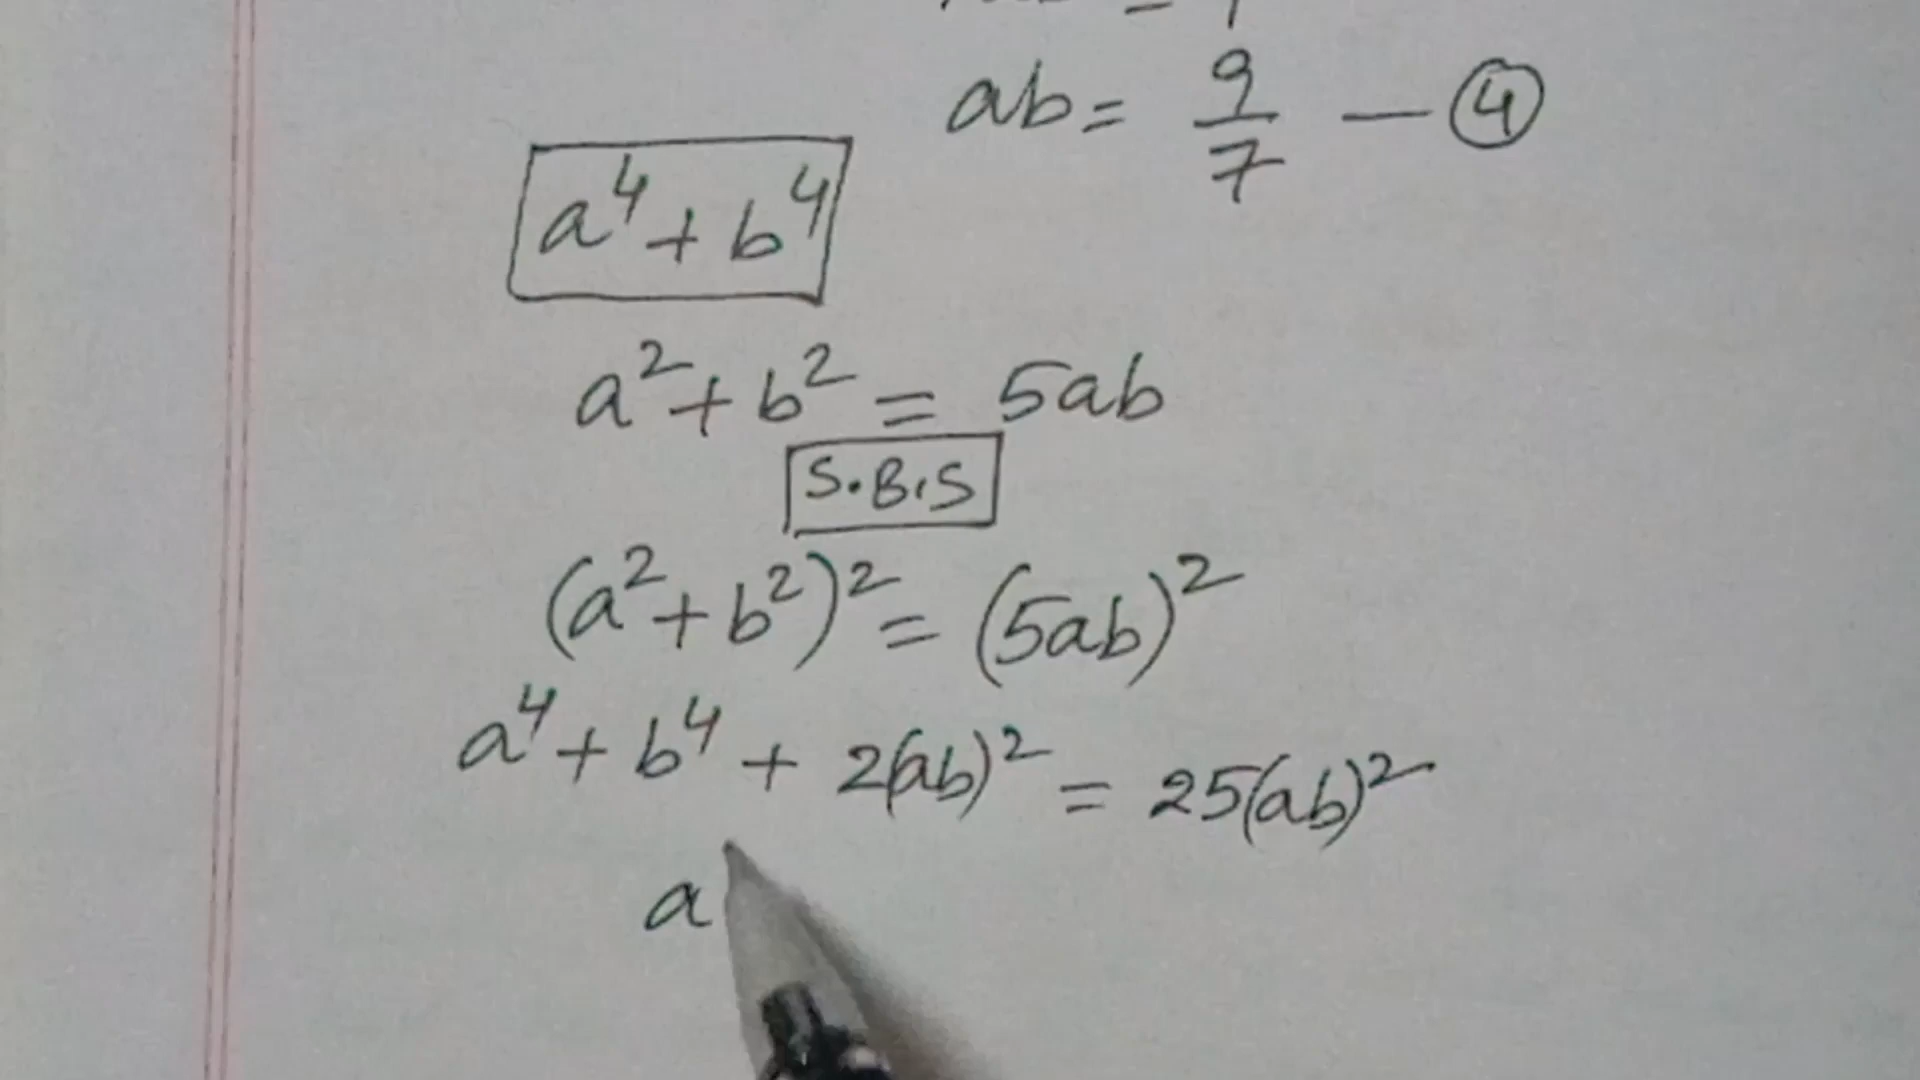 ab = 9/7 — ④
a⁴ + b⁴
a² + b² = 5ab
S.B.S
(a² + b²)² = (5ab)²
a⁴ + b⁴ + 2(ab)² = 25(ab)²
a